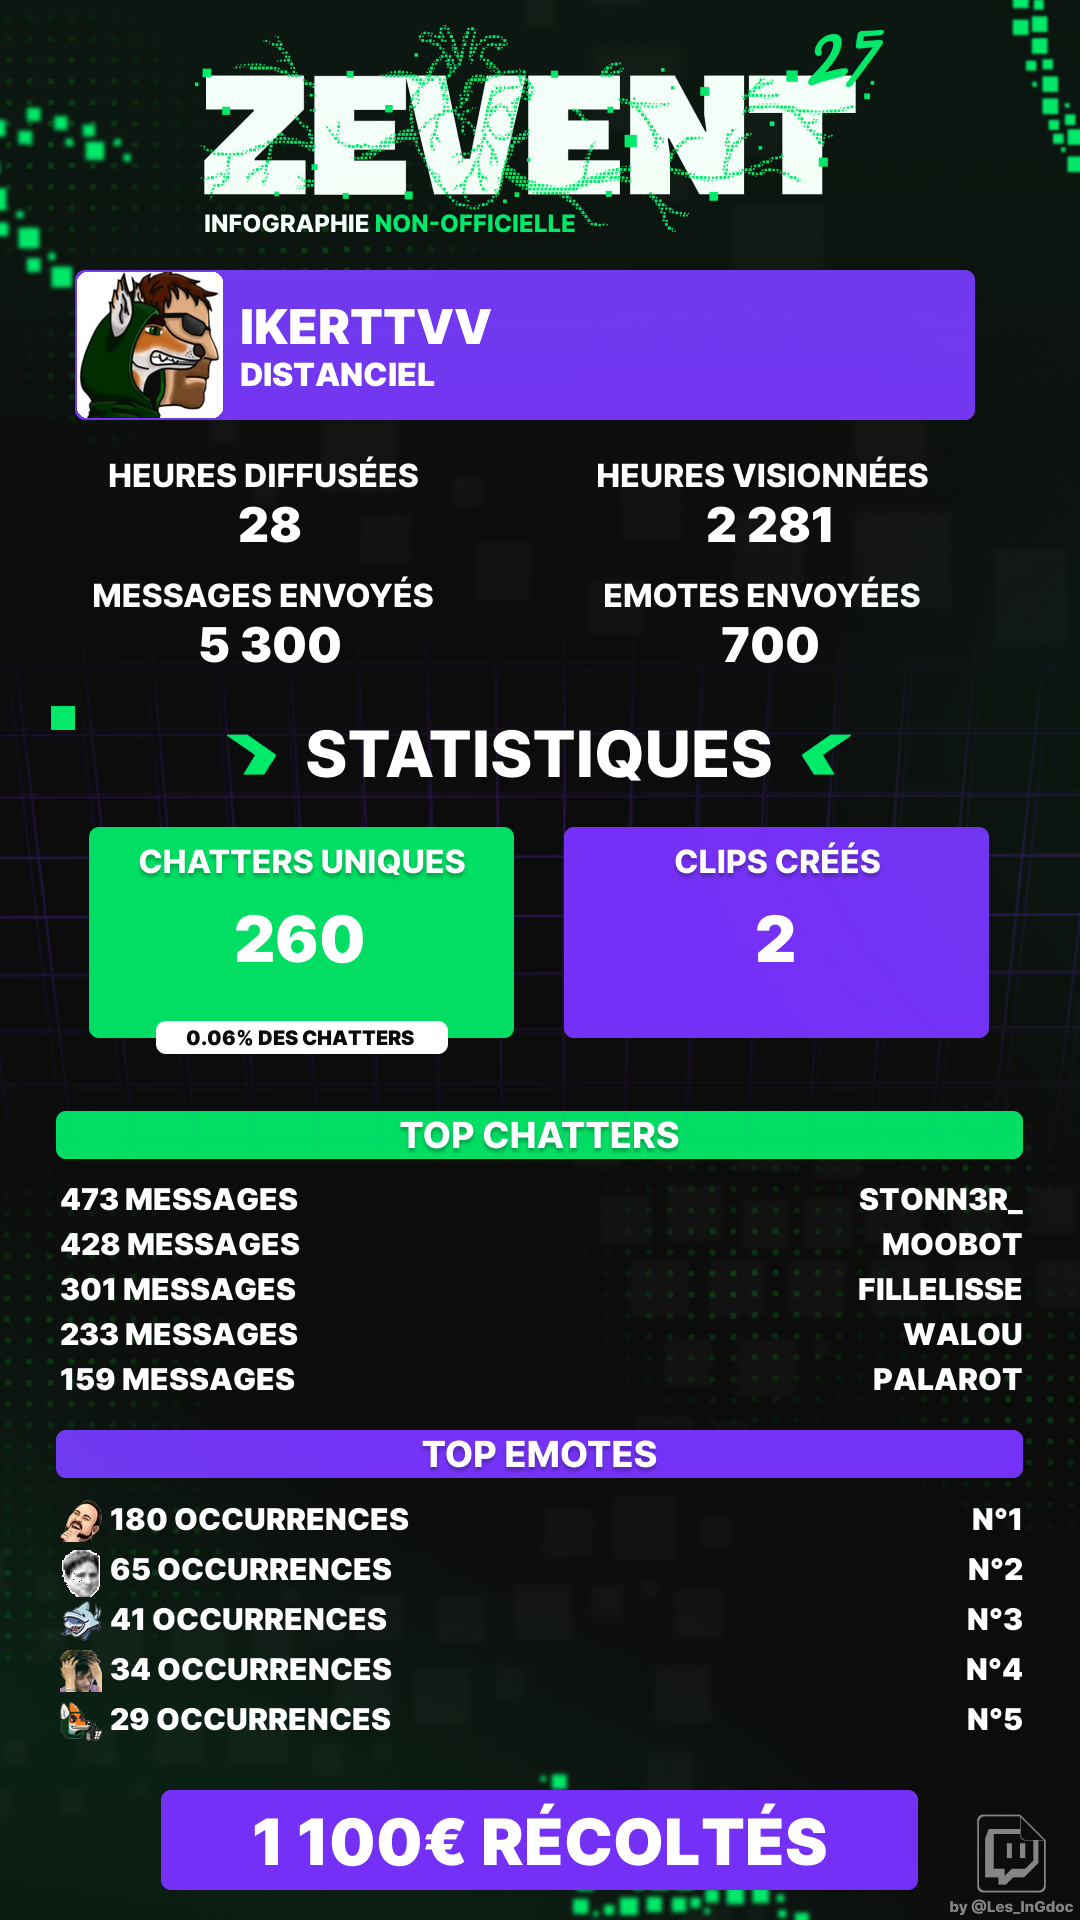 ZEVENT 25
INFOGRAPHIE NON-OFFICIELLE
IKERTTVV
DISTANCIEL
HEURES DIFFUSÉES
28
HEURES VISIONNÉES
2 281
MESSAGES ENVOYÉS
5 300
EMOTES ENVOYÉES
700
STATISTIQUES
CHATTERS UNIQUES
260
0.06% DES CHATTERS
CLIPS CRÉÉS
2
TOP CHATTERS
473 MESSAGES STONN3R_
428 MESSAGES MOOBOT
301 MESSAGES FILLELISSE
233 MESSAGES WALOU
159 MESSAGES PALAROT
TOP EMOTES
180 OCCURRENCES N°1
65 OCCURRENCES N°2
41 OCCURRENCES N°3
34 OCCURRENCES N°4
29 OCCURRENCES N°5
1 100€ RÉCOLTÉS
by @Les_InGdoc